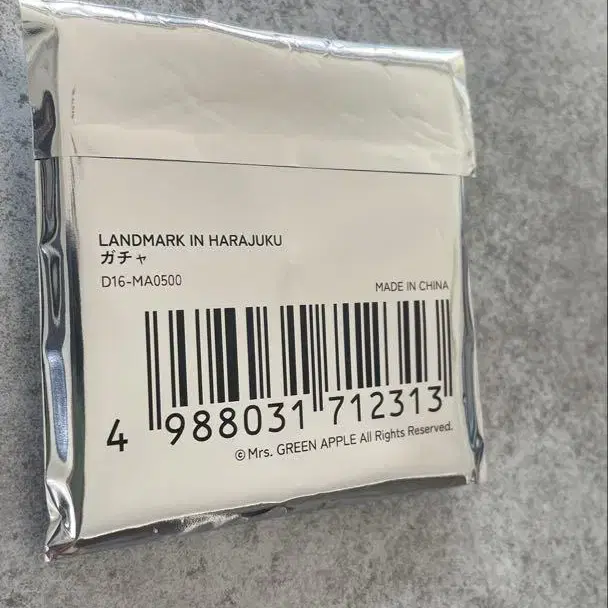 LANDMARK IN HARAJUKU
ガチャ
D16-MA0500
MADE IN CHINA
4 988031 712313
©Mrs. GREEN APPLE All Rights Reserved.